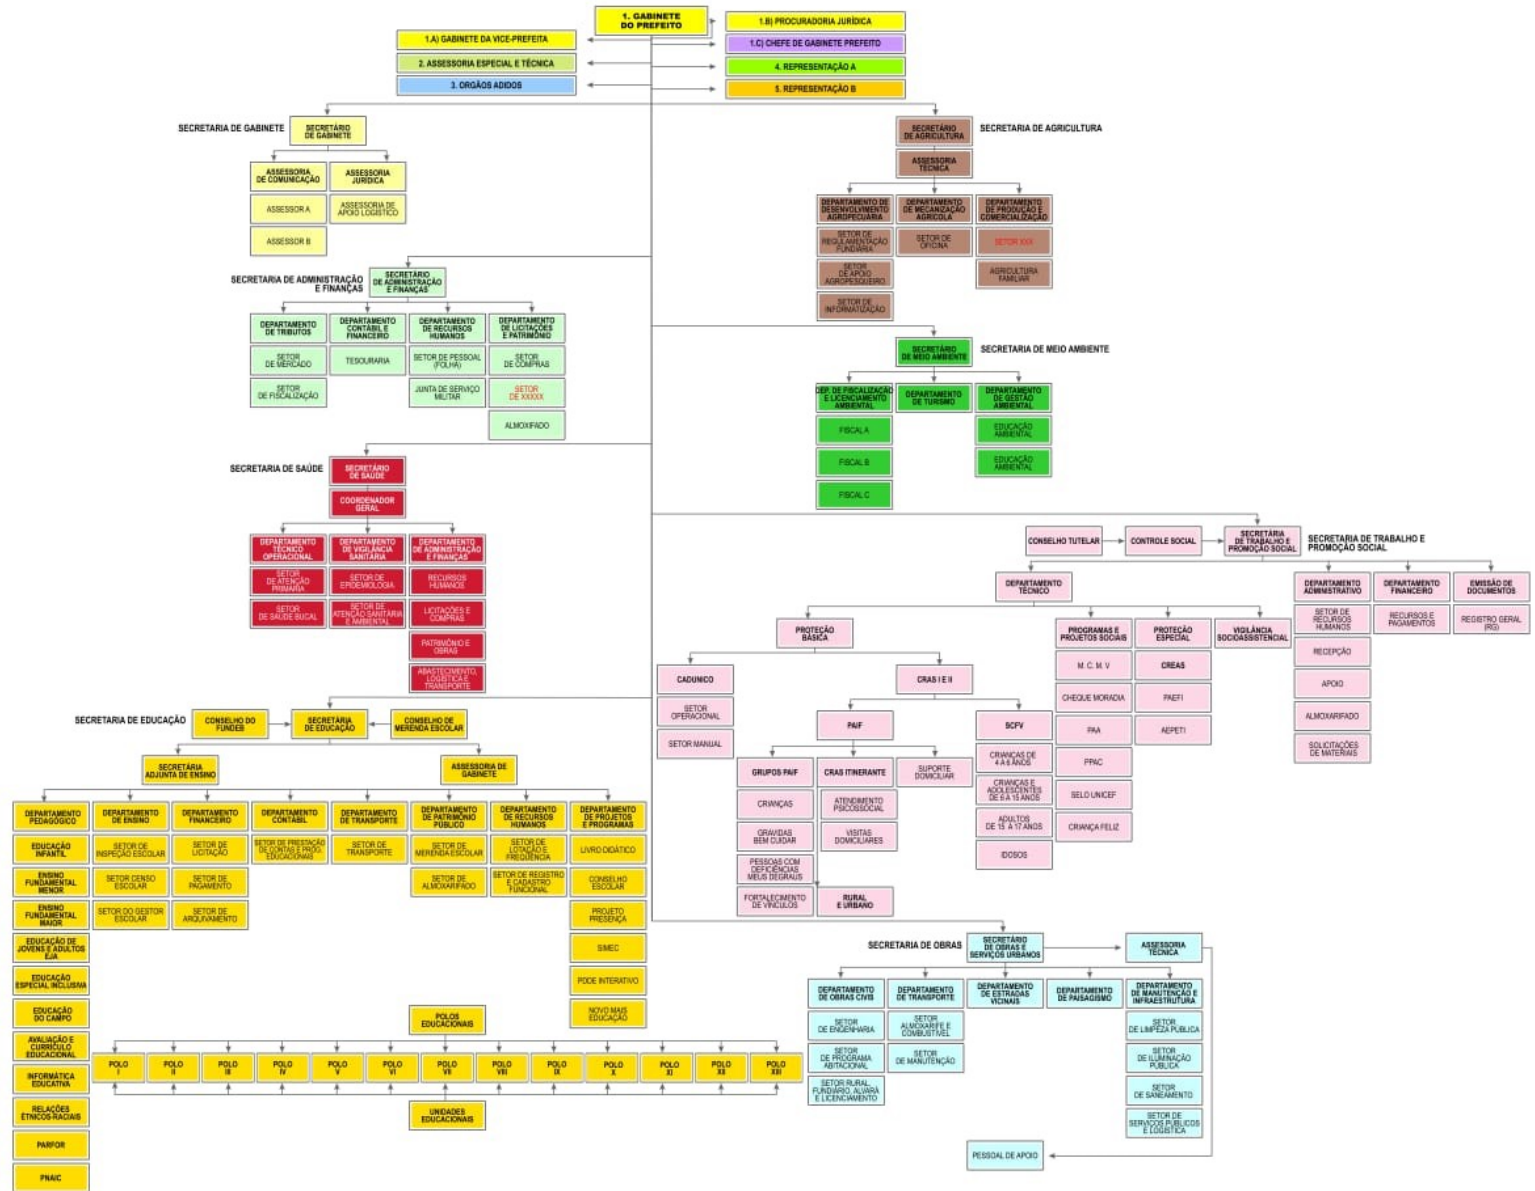 1. GABINETE
DO PREFEITO
1.A) GABINETE DA VICE-PREFEITA
2. ASSESSORIA ESPECIAL E TÉCNICA
3. ORGÃOS ADIDOS
1.B) PROCURADORIA JURÍDICA
1.C) CHEFE DE GABINETE PREFEITO
4. REPRESENTAÇÃO A
5. REPRESENTAÇÃO B
SECRETARIA DE GABINETE
SECRETÁRIO
DE GABINETE
ASSESSORIA
DE COMUNICAÇÃO
ASSESSOR A
ASSESSOR B
ASSESSORIA
JURÍDICA
ASSESSORIA DE
APOIO LOGISTICO
SECRETÁRIO
DE AGRICULTURA
SECRETARIA DE AGRICULTURA
ASSESSORIA
TÉCNICA
DEPARTAMENTO DE
DESENVOLVIMENTO
AGROPECUÁRIA
SETOR DE
REGULAMENTAÇÃO
FUNDIÁRIA
SETOR
DE APOIO
AGROPESQUEIRO
SETOR DE
INFORMATIZAÇÃO
DEPARTAMENTO
DE MECANIZAÇÃO
AGRÍCOLA
SETOR DE
OFICINA
DEPARTAMENTO
DE PRODUÇÃO E
COMERCIALIZAÇÃO
SETOR XXX
AGRICULTURA
FAMILIAR
SECRETARIA DE ADMINISTRAÇÃO
E FINANÇAS
SECRETÁRIO
DE ADMINISTRAÇÃO
E FINANÇAS
DEPARTAMENTO
DE TRIBUTOS
SETOR
DE MERCADO
SETOR
DE FISCALIZAÇÃO
DEPARTAMENTO
CONTÁBIL E
FINANCEIRO
TESOURARIA
DEPARTAMENTO
DE RECURSOS
HUMANOS
SETOR DE PESSOAL
(FOLHA)
JUNTA DE SERVIÇO
MILITAR
DEPARTAMENTO
DE LICITAÇÕES
E PATRIMÔNIO
SETOR
DE COMPRAS
SETOR
DE XXXXX
ALMOXIFADO
SECRETÁRIO
DE MEIO AMBIENTE
SECRETARIA DE MEIO AMBIENTE
DEP. DE FISCALIZAÇÃO
E LICENCIAMENTO
AMBIENTAL
FISCAL A
FISCAL B
FISCAL C
DEPARTAMENTO
DE TURISMO
DEPARTAMENTO
DE GESTÃO
AMBIENTAL
EDUCAÇÃO
AMBIENTAL
EDUCAÇÃO
AMBIENTAL
SECRETARIA DE SAÚDE
SECRETÁRIO
DE SAÚDE
COORDENADOR
GERAL
DEPARTAMENTO
TÉCNICO
OPERACIONAL
SETOR
DE ATENÇÃO
PRIMARIA
SETOR
DE SAÚDE BUCAL
DEPARTAMENTO
DE VIGILÂNCIA
SANITÁRIA
SETOR DE
EPIDEMIOLOGIA
SETOR DE
ATENÇÃO SANITÁRIA
E AMBIENTAL
DEPARTAMENTO
DE ADMINISTRAÇÃO
E FINANÇAS
RECURSOS
HUMANOS
LICITAÇÕES E
COMPRAS
PATRIMÔNIO E
OBRAS
ABASTECIMENTO,
LOGÍSTICA E
TRANSPORTE
CONSELHO TUTELAR
CONTROLE SOCIAL
SECRETÁRIA
DE TRABALHO E
PROMOÇÃO SOCIAL
SECRETARIA DE TRABALHO E
PROMOÇÃO SOCIAL
DEPARTAMENTO
TÉCNICO
PROTEÇÃO
BÁSICA
CADUNICO
SETOR
OPERACIONAL
SETOR MANUAL
CRAS I E II
PAIF
GRUPOS PAIF
CRIANÇAS
GRAVIDAS
BEM CUIDAR
PESSOAS COM
DEFICIÊNCIAS
MEUS DEGRAUS
FORTALECIMENTO
DE VÍNCULOS
CRAS ITINERANTE
ATENDIMENTO
PSICOSSOCIAL
VISITAS
DOMICILIARES
RURAL
E URBANO
SUPORTE
DOMICILIAR
SCFV
CRIANÇAS DE
4 A 6 ANOS
CRIANÇAS E
ADOLESCENTES
DE 6 A 15 ANOS
ADULTOS
DE 15 A 17 ANOS
IDOSOS
PROGRAMAS E
PROJETOS SOCIAIS
M. C. M. V
CHEQUE MORADIA
PAA
PPAC
SELO UNICEF
CRIANÇA FELIZ
PROTEÇÃO
ESPECIAL
CREAS
PAEFI
AEPETI
VIGILÂNCIA
SOCIOASSISTENCIAL
DEPARTAMENTO
ADMINISTRATIVO
SETOR DE
RECURSOS
HUMANOS
RECEPÇÃO
APOIO
ALMOXARIFADO
SOLICITAÇÕES
DE MATERIAIS
DEPARTAMENTO
FINANCEIRO
RECURSOS E
PAGAMENTOS
EMISSÃO DE
DOCUMENTOS
REGISTRO GERAL
(RG)
SECRETARIA DE EDUCAÇÃO
CONSELHO DO
FUNDEB
SECRETÁRIA
DE EDUCAÇÃO
CONSELHO DE
MERENDA ESCOLAR
SECRETÁRIA
ADJUNTA DE ENSINO
ASSESSORIA DE
GABINETE
DEPARTAMENTO
PEDAGÓGICO
EDUCAÇÃO
INFANTIL
ENSINO
FUNDAMENTAL
MENOR
ENSINO
FUNDAMENTAL
MAIOR
EDUCAÇÃO DE
JOVENS E ADULTOS
EJA
EDUCAÇÃO
ESPECIAL INCLUSIVA
EDUCAÇÃO
DO CAMPO
AVALIAÇÃO E
CURRÍCULO
EDUCACIONAL
INFORMÁTICA
EDUCATIVA
RELAÇÕES
ÉTNICOS-RACIAIS
PARFOR
PNAIC
DEPARTAMENTO
DE ENSINO
SETOR DE
INSPEÇÃO ESCOLAR
SETOR CENSO
ESCOLAR
SETOR DO GESTOR
ESCOLAR
DEPARTAMENTO
FINANCEIRO
SETOR DE
LICITAÇÃO
SETOR DE
PAGAMENTO
SETOR DE
ARQUIVAMENTO
DEPARTAMENTO
CONTÁBIL
SETOR DE PRESTAÇÃO
DE CONTAS E PROG.
EDUCACIONAIS
DEPARTAMENTO
DE TRANSPORTE
SETOR DE
TRANSPORTE
DEPARTAMENTO
DE PATRIMÔNIO
PÚBLICO
SETOR DE
MERENDA ESCOLAR
SETOR DE
ALMOXARIFADO
DEPARTAMENTO
DE RECURSOS
HUMANOS
SETOR DE
LOTAÇÃO E
FREQUÊNCIA
SETOR DE REGISTRO
E CADASTRO
FUNCIONAL
DEPARTAMENTO
DE PROJETOS
E PROGRAMAS
LIVRO DIDÁTICO
CONSELHO
ESCOLAR
PROJETO
PRESENÇA
SIMEC
PDDE INTERATIVO
NOVO MAIS
EDUCAÇÃO
POLOS
EDUCACIONAIS
POLO
I
POLO
II
POLO
III
POLO
IV
POLO
V
POLO
VI
POLO
VII
POLO
VIII
POLO
IX
POLO
X
POLO
XI
POLO
XII
POLO
XIII
UNIDADES
EDUCACIONAIS
SECRETARIA DE OBRAS
SECRETÁRIO
DE OBRAS E
SERVIÇOS URBANOS
ASSESSORIA
TÉCNICA
DEPARTAMENTO
DE OBRAS CIVIS
SETOR
DE ENGENHARIA
SETOR
DE PROGRAMA
ABITACIONAL
SETOR RURAL,
FUNDIÁRIO, ALVARÁ
E LICENCIAMENTO
DEPARTAMENTO
DE TRANSPORTE
SETOR
ALMOXARIFE E
COMBUSTÍVEL
SETOR
DE MANUTENÇÃO
DEPARTAMENTO
DE ESTRADAS
VICINAIS
DEPARTAMENTO
DE PAISAGISMO
DEPARTAMENTO
DE MANUTENÇÃO E
INFRAESTRUTURA
SETOR
DE LIMPEZA PÚBLICA
SETOR
DE ILUMINAÇÃO
PÚBLICA
SETOR
DE SANEAMENTO
SETOR DE
SERVIÇOS PÚBLICOS
E LOGÍSTICA
PESSOAL DE APOIO